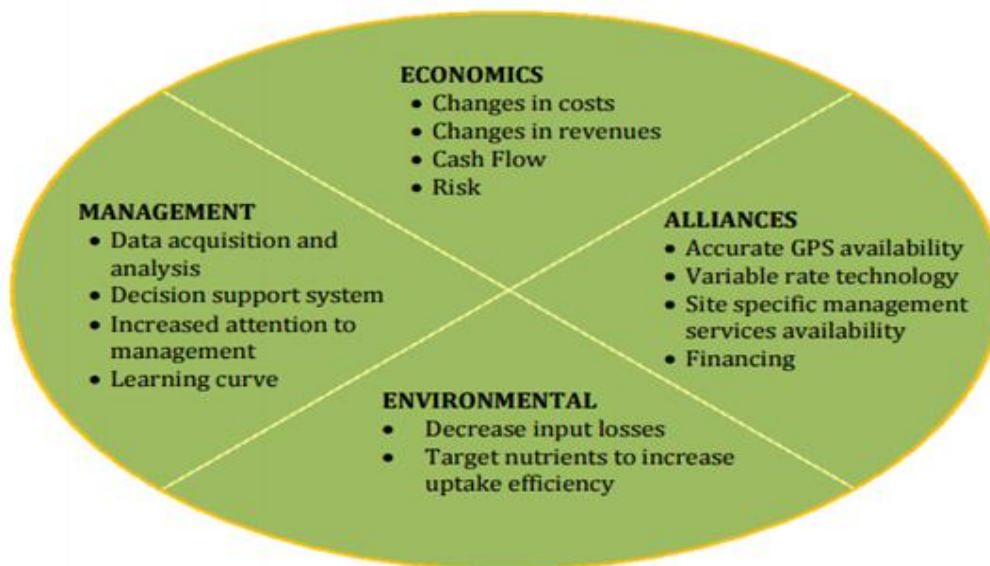 ECONOMICS
• Changes in costs
• Changes in revenues
• Cash Flow
• Risk
MANAGEMENT
• Data acquisition and
analysis
• Decision support system
• Increased attention to
management
• Learning curve
ALLIANCES
• Accurate GPS availability
• Variable rate technology
• Site specific management
services availability
• Financing
ENVIRONMENTAL
• Decrease input losses
• Target nutrients to increase
uptake efficiency